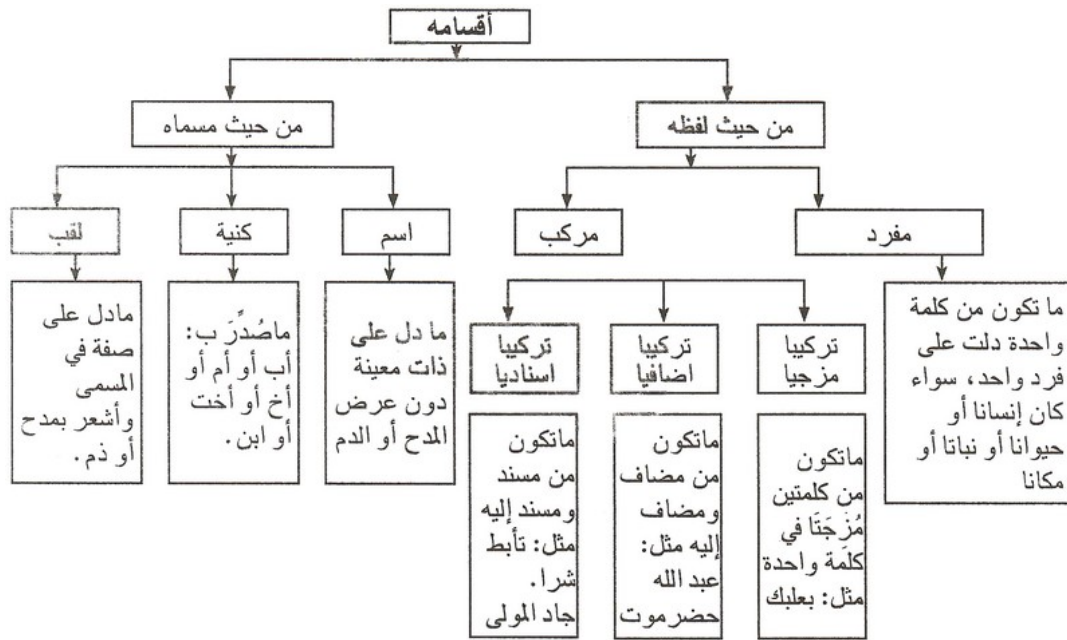 أقسامه
من حيث لفظه
من حيث مسماه
مفرد
مركب
اسم
كنية
لقب
ما تكون من كلمة
واحدة دلت على
فرد واحد، سواء
كان إنسانا أو
حيوانا أو نباتا أو
مكانا
تركيبا
مزجيا
تركيبا
اضافيا
تركيبا
اسناديا
ماتكون
من كلمتين
مُزجَتَا في
كلمَة واحدة
مثل: بعلبك
ماتكون
من مضاف
ومضاف
إليه مثل:
عبد الله
حضرموت
ماتكون
من مسند
ومسند إليه
مثل: تأبط
شرا.
جاد المولى
ما دل على
ذات معينة
دون عرض
المدح أو الدم
ماصُدِّرَ ب:
أب أو أم أو
أخ أو أخت
أو ابن.
مادل على
صفة في
المسمى
وأشعر بمدح
أو ذم.